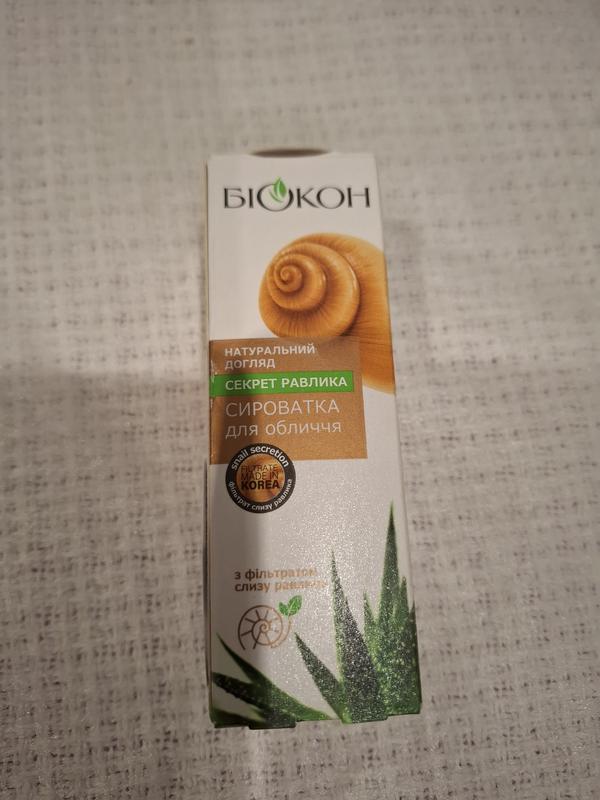 БІОКОН
НАТУРАЛЬНИЙ
ДОГЛЯД
СЕКРЕТ РАВЛИКА
СИРОВАТКА
для обличчя
snail secretion
FILTRATE
MADE IN
KOREA
фільтрат слизу равлика
з фільтратом
слизу равлика